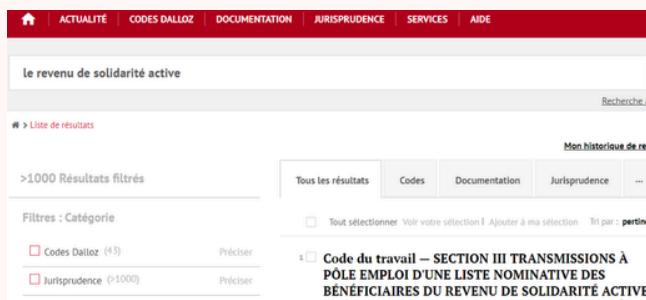 ACTUALITÉ CODES DALLOZ DOCUMENTATION JURISPRUDENCE SERVICES AIDE
le revenu de solidarité active
Recherche
> Liste de résultats
Mon historique de re
>1000 Résultats filtrés
Tous les résultats Codes Documentation Jurisprudence ...
Filtres : Catégorie
Tout sélectionner Voir votre sélection | Ajouter à ma sélection Tri par : pertin
Codes Dalloz (43) Préciser
1 Code du travail — SECTION III TRANSMISSIONS À
Jurisprudence (>1000) Préciser
PÔLE EMPLOI D'UNE LISTE NOMINATIVE DES
BÉNÉFICIAIRES DU REVENU DE SOLIDARITÉ ACTIVE